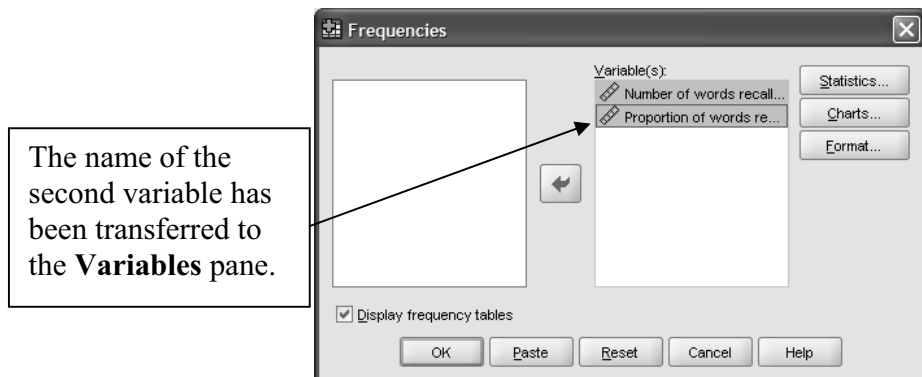 Frequencies
The name of the
second variable has
been transferred to
the Variables pane.
Variable(s):
Number of words recall...
Proportion of words re...
Statistics...
Charts...
Format...
Display frequency tables
OK
Paste
Reset
Cancel
Help